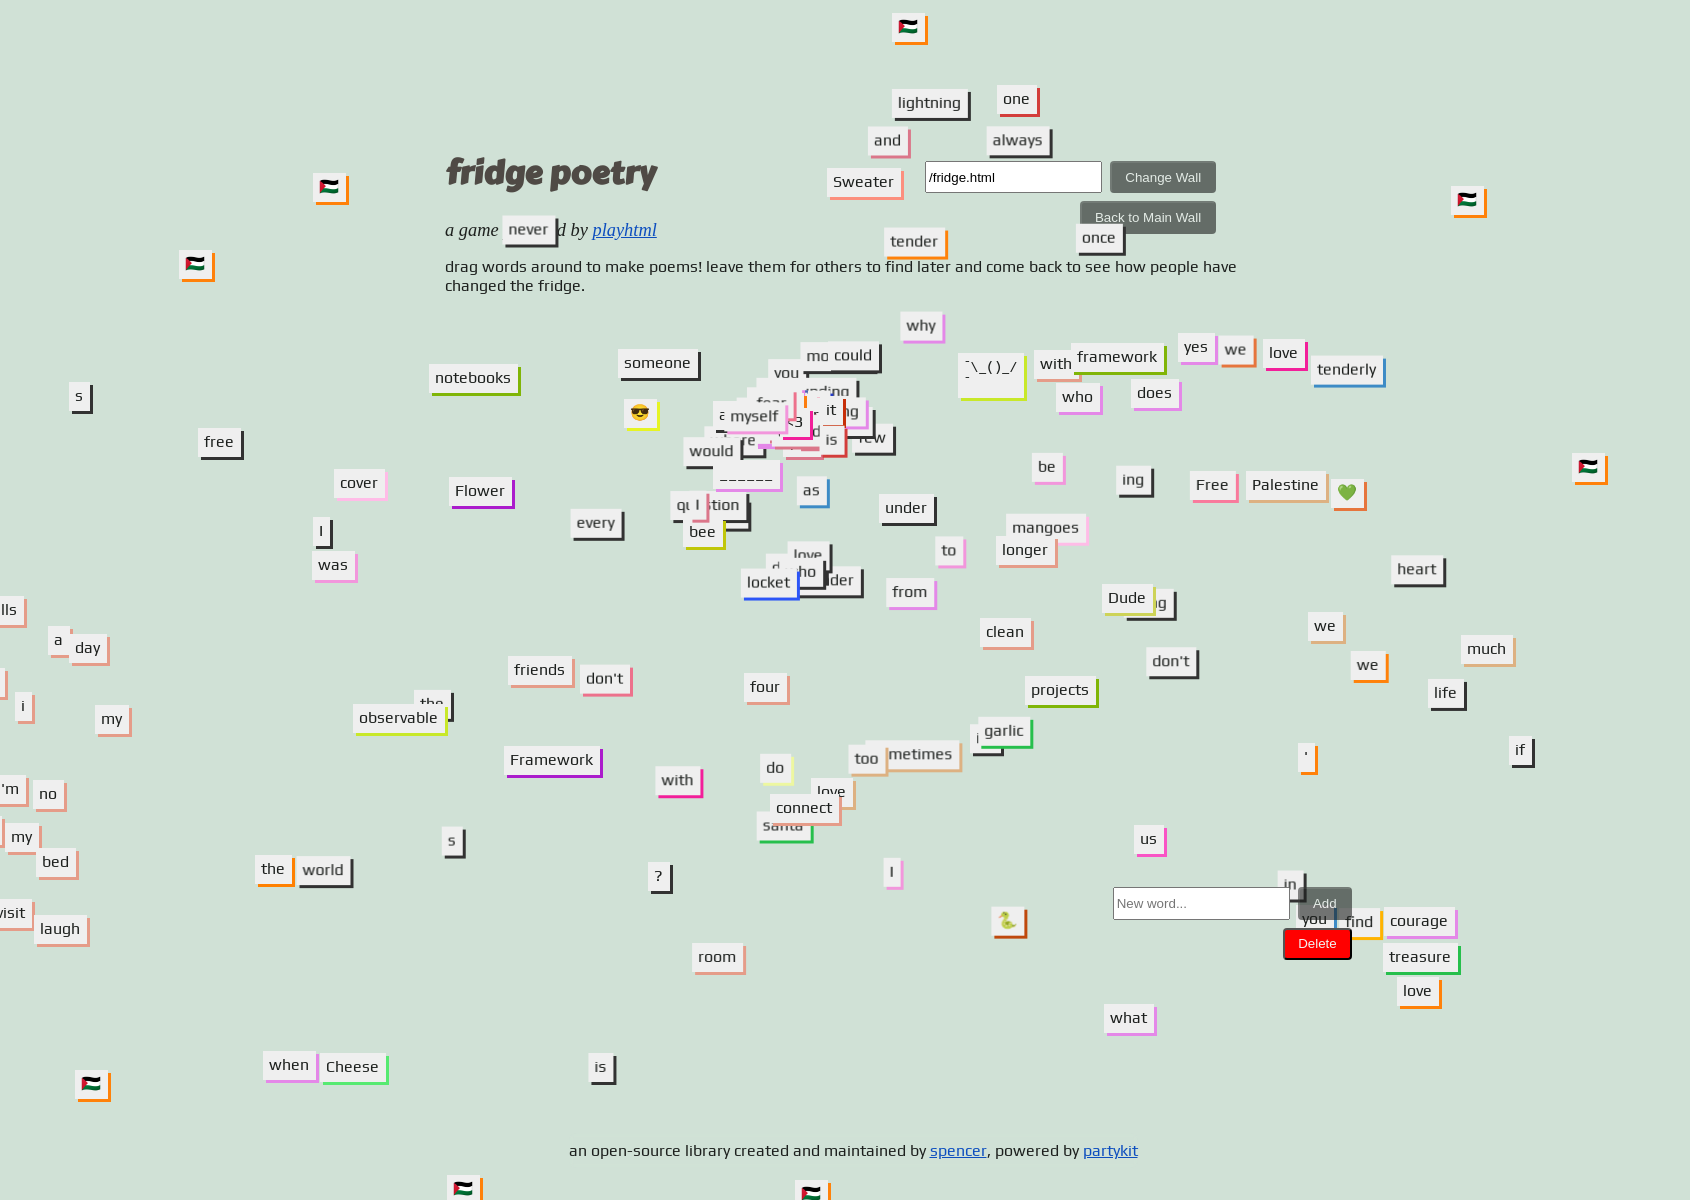 lightning
one
and
always
fridge poetry
Sweater
/fridge.html
Change Wall
Back to Main Wall
a game
never
d by playhtml
tender
once
drag words around to make poems! leave them for others to find later and come back to see how people have
changed the fridge.
why
someone
could
you
¯\_()_/
¯
with
framework
yes
we
love
tenderly
notebooks
s
😎
who
does
myself
<3
it
is
free
would
______
as
be
ing
Free
Palestine
💚
cover
Flower
I
bee
every
under
I
was
mangoes
longer
to
love
locket
from
heart
Dude
lls
a
day
clean
we
we
much
friends
don't
four
don't
projects
life
i
my
the
observable
garlic
Framework
with
do
too
metimes
'
if
'm
no
love
connect
santa
my
bed
s
us
the
world
?
I
in
New word...
Add
you
find
courage
Delete
treasure
love
visit
laugh
🐍
room
what
when
Cheese
is
an open-source library created and maintained by spencer, powered by partykit